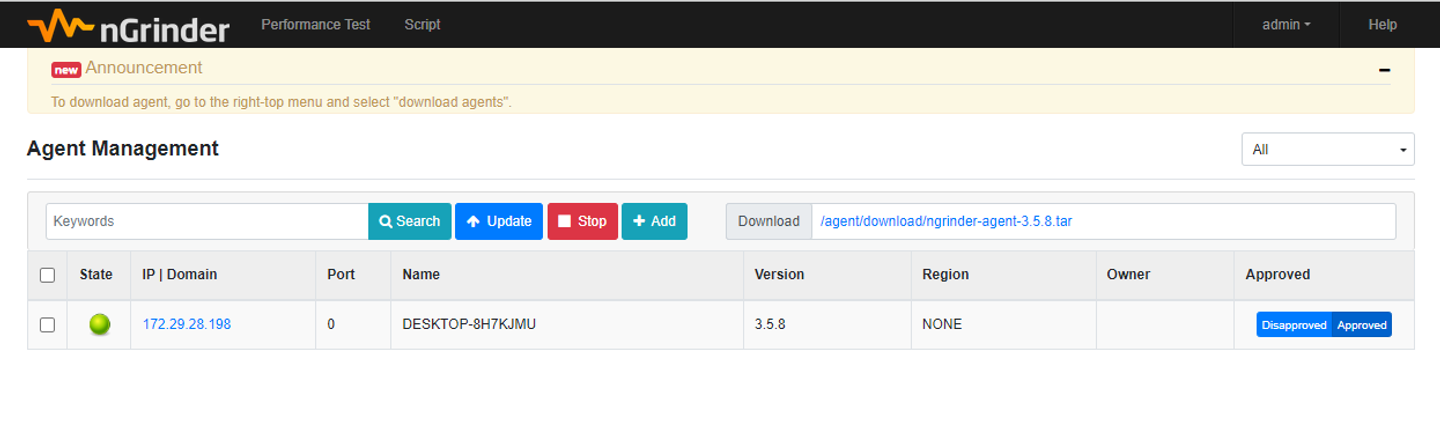 nGrinder Performance Test Script admin Help
new Announcement
To download agent, go to the right-top menu and select "download agents".
Agent Management All
Keywords Search Update Stop Add Download /agent/download/ngrinder-agent-3.5.8.tar
State IP | Domain Port Name Version Region Owner Approved
172.29.28.198 0 DESKTOP-8H7KJMU 3.5.8 NONE Disapproved Approved